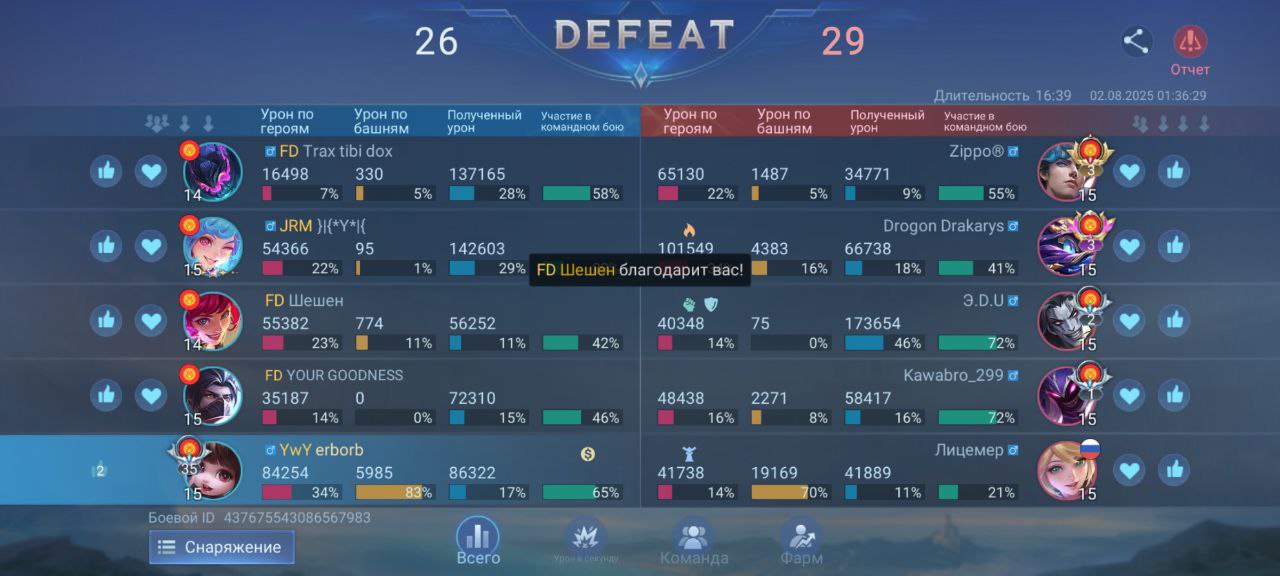 26
DEFEAT
29
Отчет
Длительность 16:39 02.08.2025 01:36:29
Урон по героям
Урон по башням
Полученный урон
Участие в командном бою
Урон по героям
Урон по башням
Полученный урон
Участие в командном бою
FD Trax tibi dox
16498 330 137165
14 7% 5% 28% 58%
Zippo®
65130 1487 34771
22% 5% 9% 55% 3 15
JRM }|{*Y*|{
54366 95 142603
15 22% 1% 29%
Drogon Drakarys
101549 4383 66738
16% 18% 41% 3 15
FD Шешен благодарит вас!
FD Шешен
55382 774 56252
14 23% 11% 11% 42%
Э.D.U
40348 75 173654
14% 0% 46% 72% 2 15
FD YOUR GOODNESS
35187 0 72310
15 14% 0% 15% 46%
Kawabro_299
48438 2271 58417
16% 8% 16% 72% 1 15
YwY erborb
2 35 84254 5985 86322
15 34% 83% 17% 65%
Лицемер
41738 19169 41889
14% 70% 11% 21% 15
Боевой ID 437675543086567983
Снаряжение
Всего
Урон в секунду
Команда
Фарм